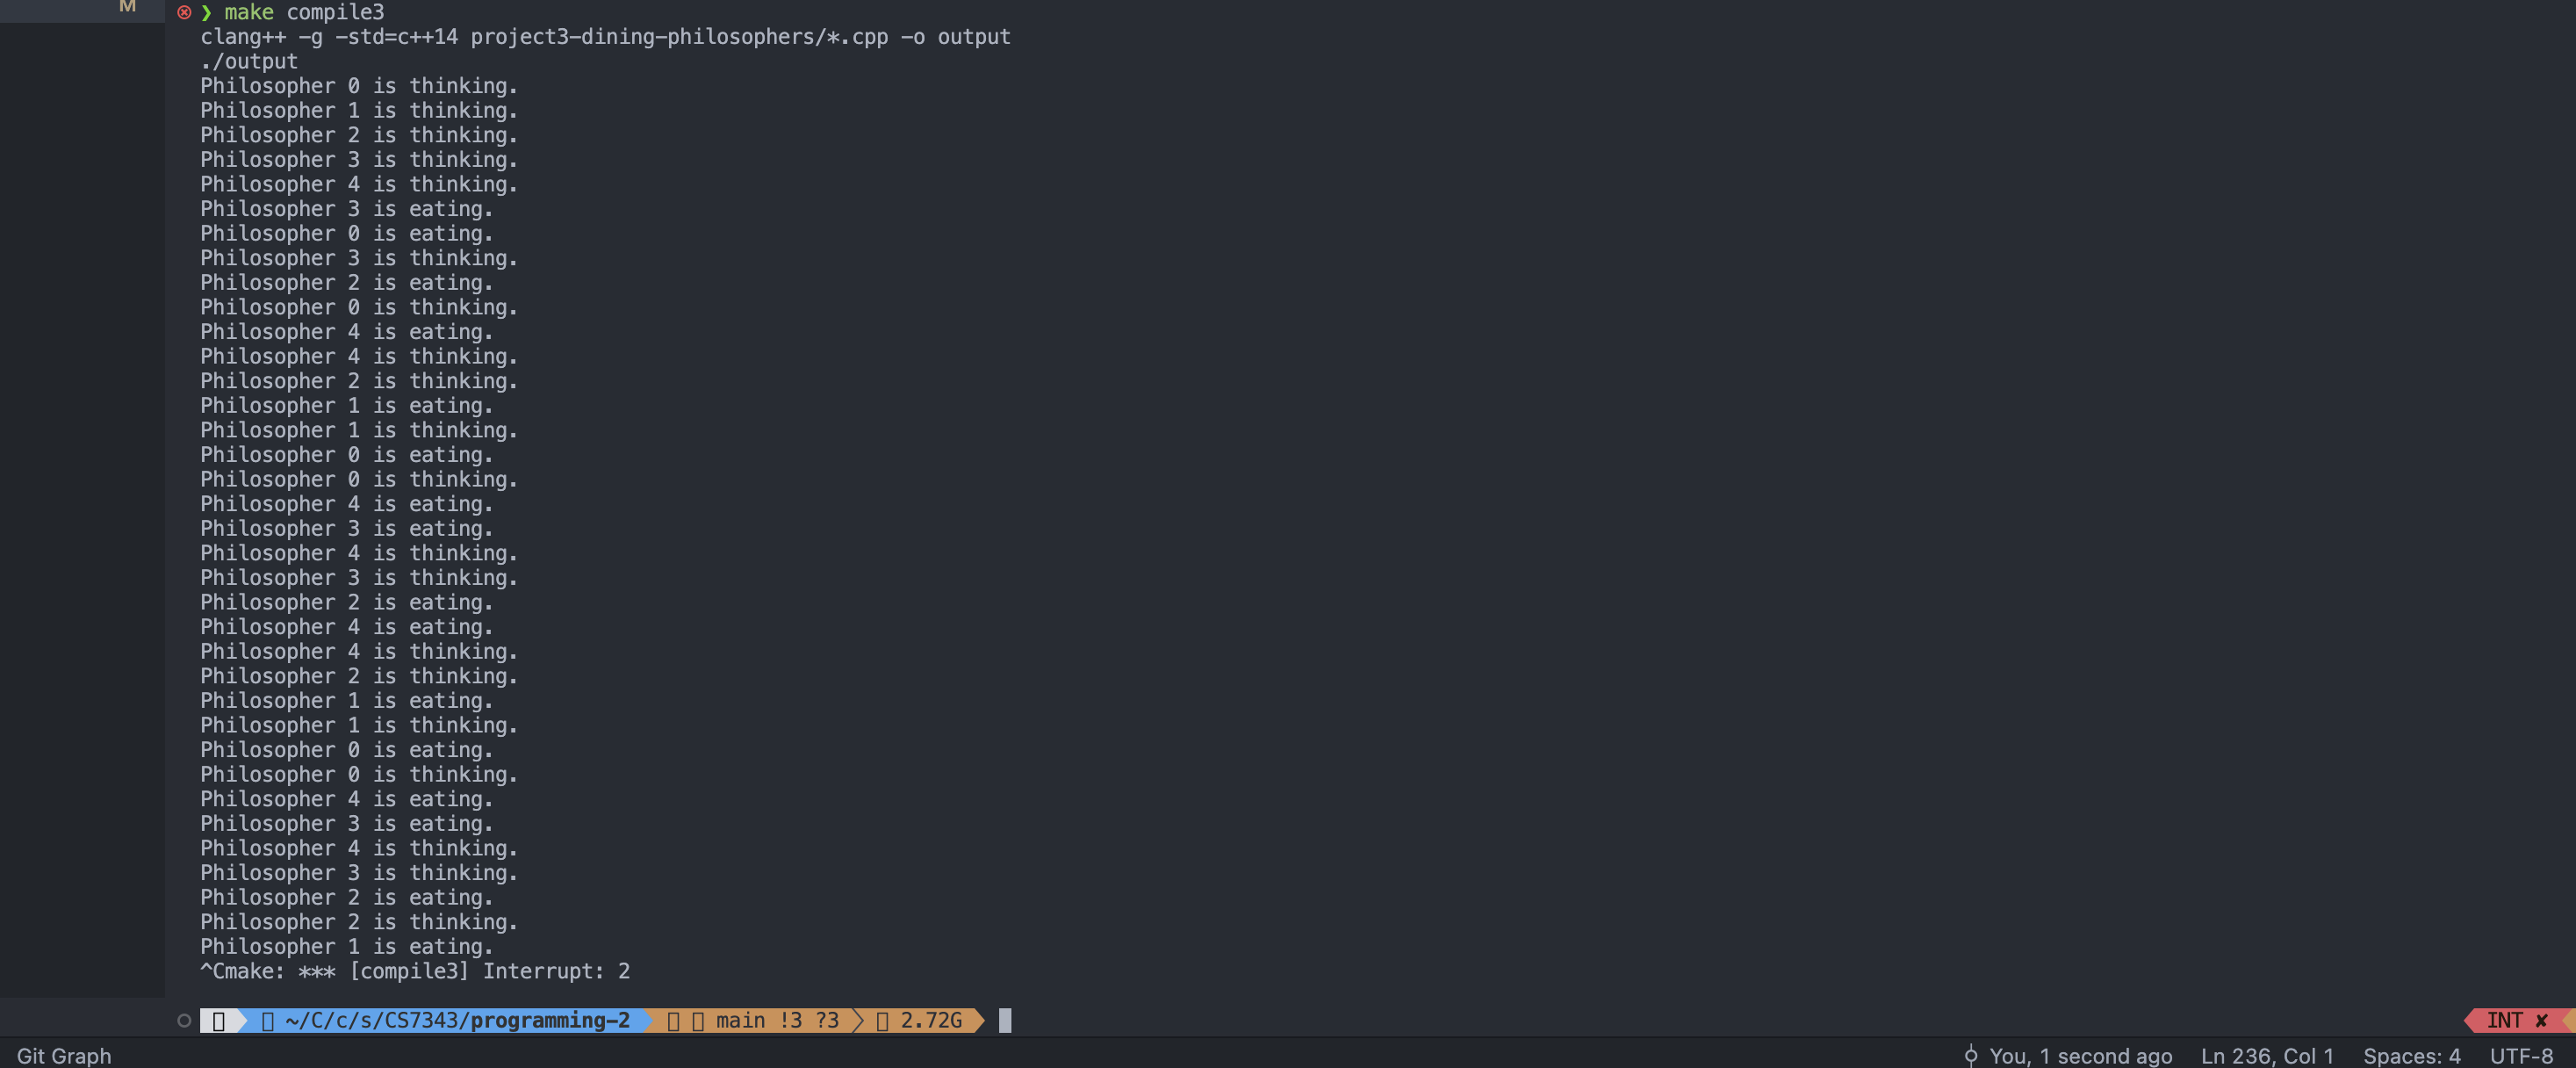 M
❯ make compile3
clang++ -g -std=c++14 project3-dining-philosophers/*.cpp -o output
./output
Philosopher 0 is thinking.
Philosopher 1 is thinking.
Philosopher 2 is thinking.
Philosopher 3 is thinking.
Philosopher 4 is thinking.
Philosopher 3 is eating.
Philosopher 0 is eating.
Philosopher 3 is thinking.
Philosopher 2 is eating.
Philosopher 0 is thinking.
Philosopher 4 is eating.
Philosopher 4 is thinking.
Philosopher 2 is thinking.
Philosopher 1 is eating.
Philosopher 1 is thinking.
Philosopher 0 is eating.
Philosopher 0 is thinking.
Philosopher 4 is eating.
Philosopher 3 is eating.
Philosopher 4 is thinking.
Philosopher 3 is thinking.
Philosopher 2 is eating.
Philosopher 4 is eating.
Philosopher 4 is thinking.
Philosopher 2 is thinking.
Philosopher 1 is eating.
Philosopher 1 is thinking.
Philosopher 0 is eating.
Philosopher 0 is thinking.
Philosopher 4 is eating.
Philosopher 3 is eating.
Philosopher 4 is thinking.
Philosopher 3 is thinking.
Philosopher 2 is eating.
Philosopher 2 is thinking.
Philosopher 1 is eating.
^Cmake: *** [compile3] Interrupt: 2
~/C/c/s/CS7343/programming-2 main !3 ?3 2.72G INT ✘
Git Graph You, 1 second ago Ln 236, Col 1 Spaces: 4 UTF-8